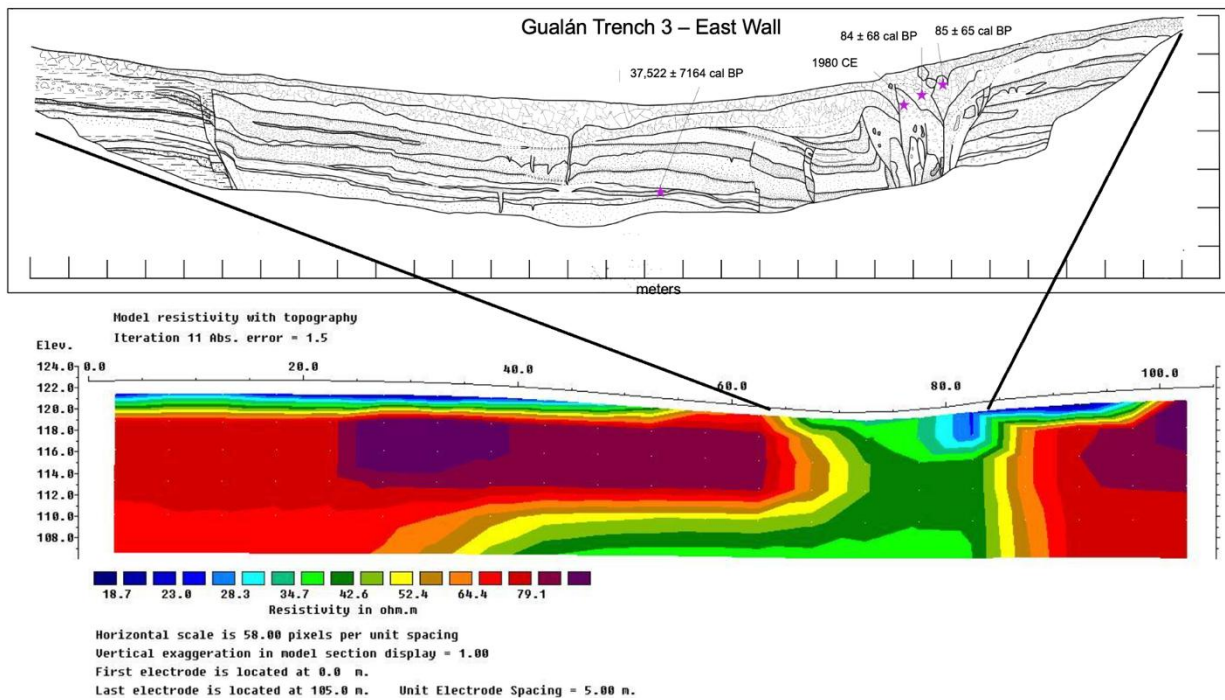 Gualán Trench 3 – East Wall
84 ± 68 cal BP
85 ± 65 cal BP
1980 CE
37,522 ± 7164 cal BP
meters
Model resistivity with topography
Iteration 11 Abs. error = 1.5
Elev.
124.0 0.0 20.0 40.0 60.0 80.0 100.0
122.0
120.0
118.0
116.0
114.0
112.0
110.0
108.0
18.7 23.0 28.3 34.7 42.6 52.4 64.4 79.1
Resistivity in ohm.m
Horizontal scale is 58.00 pixels per unit spacing
Vertical exaggeration in model section display = 1.00
First electrode is located at 0.0 m.
Last electrode is located at 105.0 m. Unit Electrode Spacing = 5.00 m.